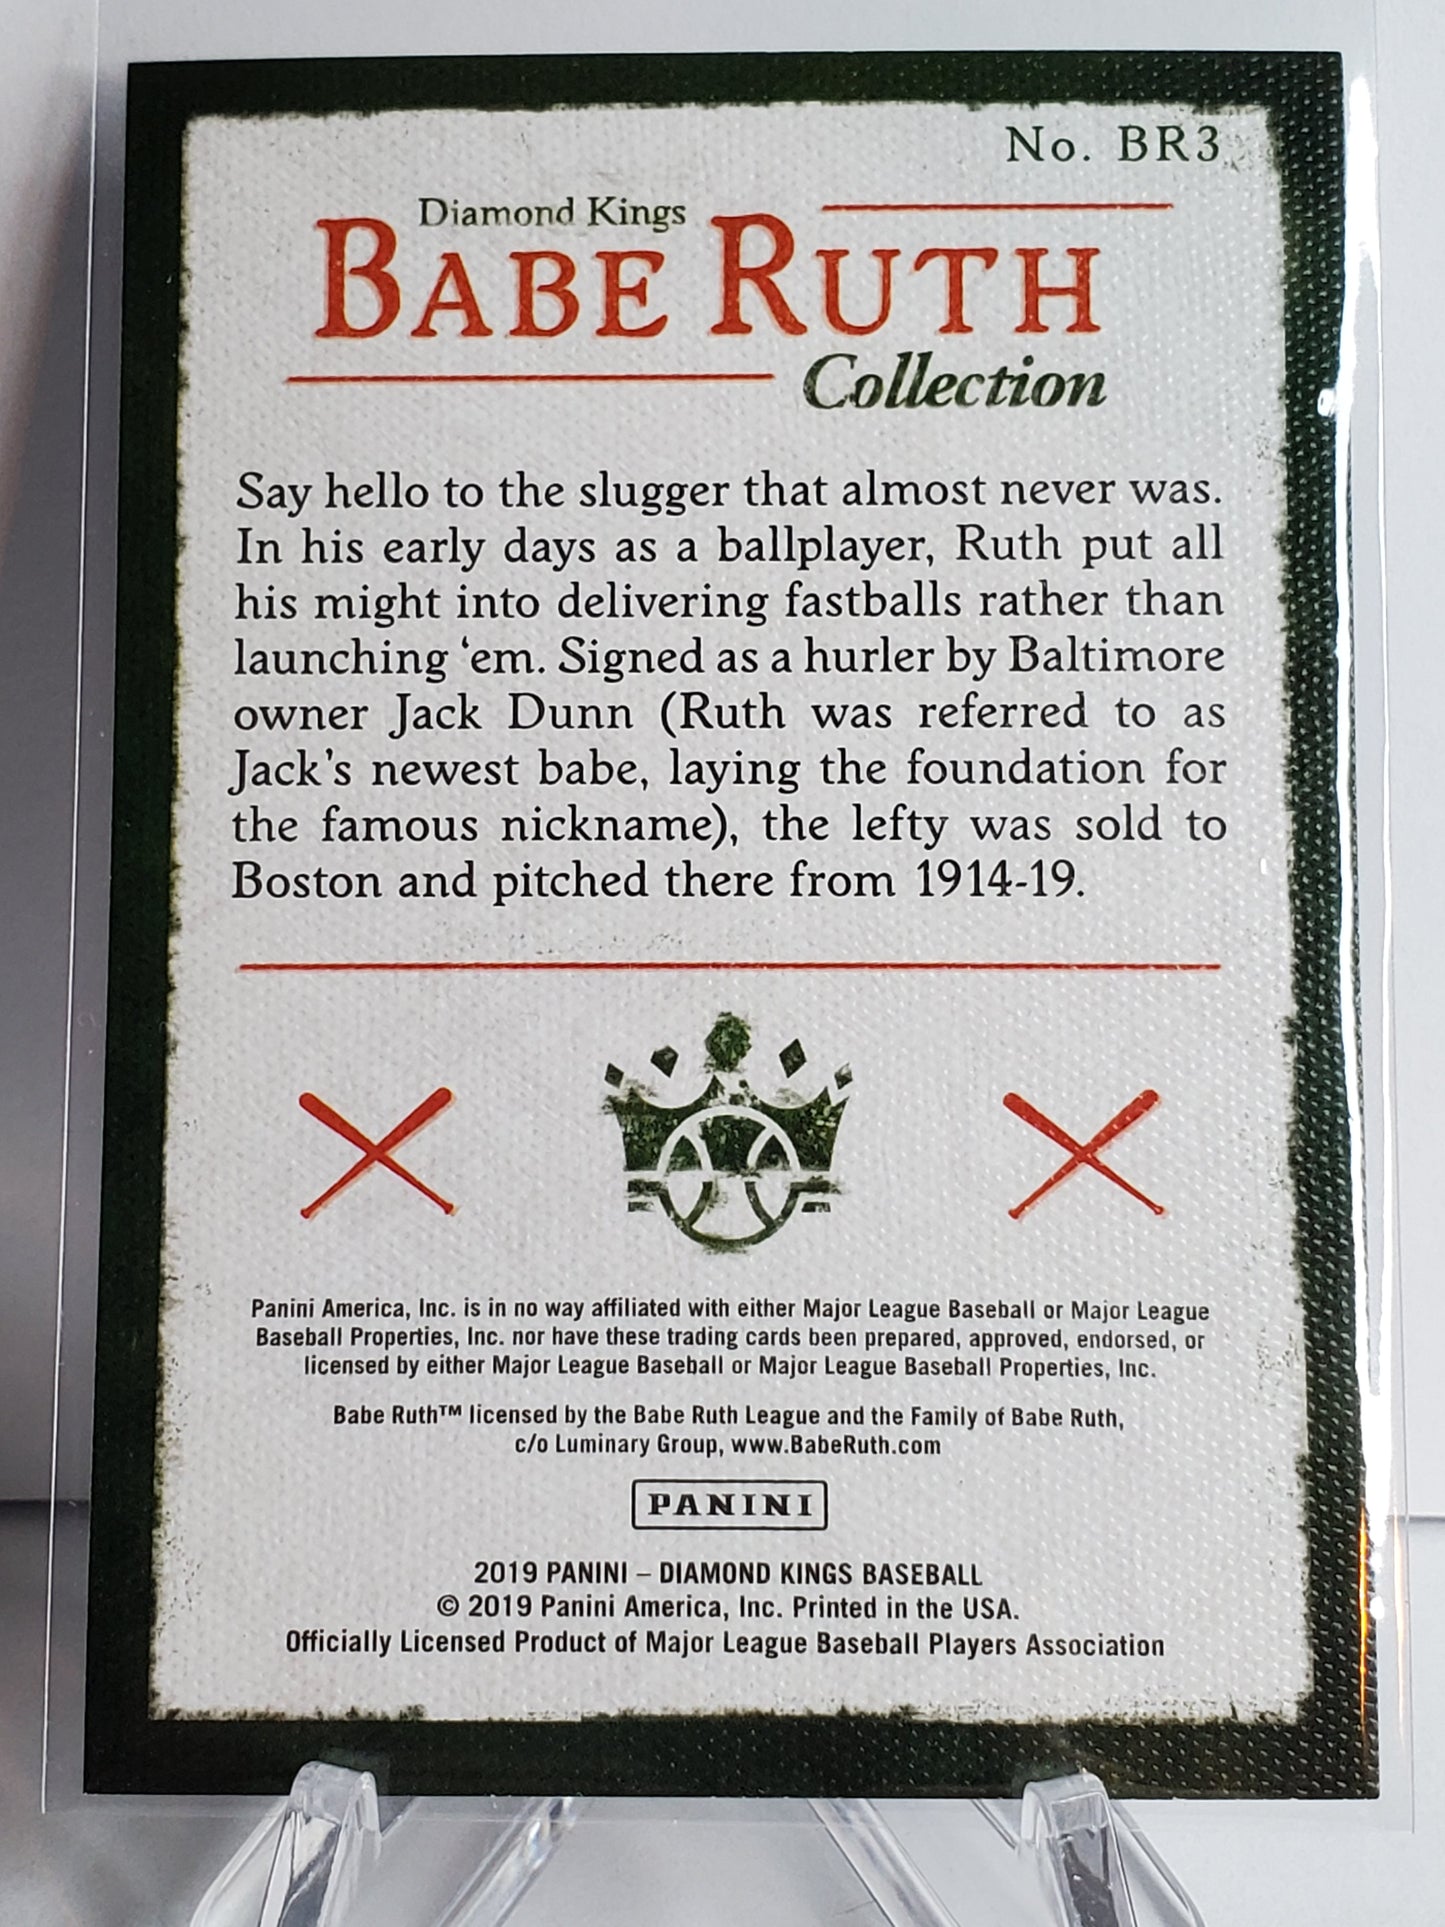 No. BR3
Diamond Kings
BABE RUTH
Collection
Say hello to the slugger that almost never was.
In his early days as a ballplayer, Ruth put all
his might into delivering fastballs rather than
launching ‘em. Signed as a hurler by Baltimore
owner Jack Dunn (Ruth was referred to as
Jack's newest babe, laying the foundation for
the famous nickname), the lefty was sold to
Boston and pitched there from 1914-19.
Panini America, Inc. is in no way affiliated with either Major League Baseball or Major League
Baseball Properties, Inc. nor have these trading cards been prepared, approved, endorsed, or
licensed by either Major League Baseball or Major League Baseball Properties, Inc.
Babe Ruth™ licensed by the Babe Ruth League and the Family of Babe Ruth,
c/o Luminary Group, www.BabeRuth.com
PANINI
2019 PANINI – DIAMOND KINGS BASEBALL
© 2019 Panini America, Inc. Printed in the USA.
Officially Licensed Product of Major League Baseball Players Association